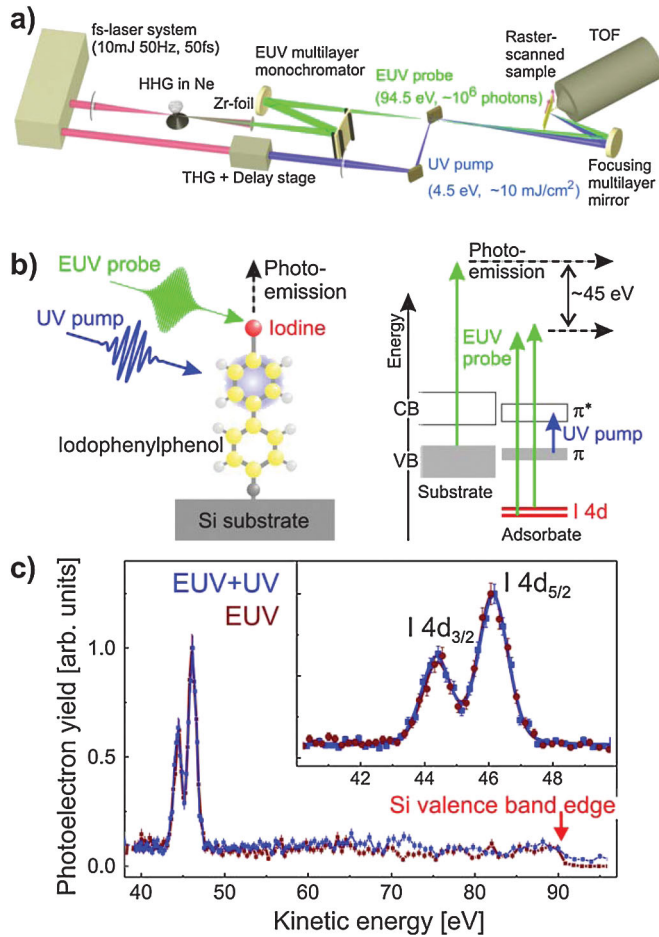 a)
fs-laser system
(10mJ 50Hz, 50fs)
HHG in Ne
Zr-foil
EUV multilayer
monochromator
EUV probe
(94.5 eV, ~10⁶ photons)
Raster-
scanned
sample
TOF
THG + Delay stage
UV pump
(4.5 eV, ~10 mJ/cm²)
Focusing
multilayer
mirror
b)
EUV probe
UV pump
Photo-
emission
Iodine
Iodophenylphenol
Si substrate
Energy
Photo-
emission
~45 eV
EUV
probe
CB
π*
UV pump
VB
π
Substrate
I 4d
Adsorbate
c)
EUV+UV
EUV
I 4d5/2
I 4d3/2
42 44 46 48
Si valence band edge
Photoelectron yield [arb. units]
1.0
0.5
0.0
40 50 60 70 80 90
Kinetic energy [eV]